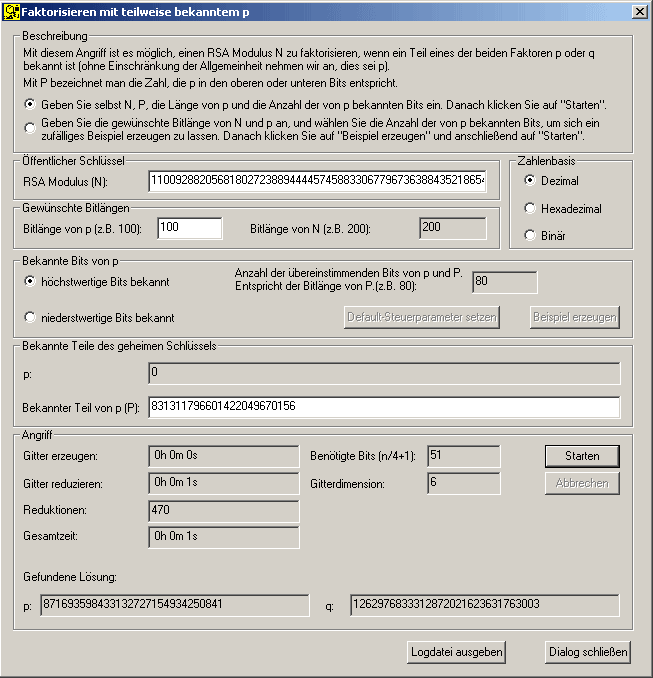 Faktorisieren mit teilweise bekanntem p
Beschreibung
Mit diesem Angriff ist es möglich, einen RSA Modulus N zu faktorisieren, wenn ein Teil eines der beiden Faktoren p oder q
bekannt ist (ohne Einschränkung der Allgemeinheit nehmen wir an, dies sei p).
Mit P bezeichnet man die Zahl, die p in den oberen oder unteren Bits entspricht.
Geben Sie selbst N, P, die Länge von p und die Anzahl der von p bekannten Bits ein. Danach klicken Sie auf "Starten".
Geben Sie die gewünschte Bitlänge von N und p an, und wählen Sie die Anzahl der von p bekannten Bits, um sich ein
zufälliges Beispiel erzeugen zu lassen. Danach klicken Sie auf "Beispiel erzeugen" und anschließend auf "Starten".
Öffentlicher Schlüssel
RSA Modulus (N): 1100928820568180272388944445745883306779673638843521865
Zahlenbasis
Dezimal
Hexadezimal
Binär
Gewünschte Bitlängen
Bitlänge von p (z.B. 100): 100 Bitlänge von N (z.B. 200): 200
Bekannte Bits von p
höchstwertige Bits bekannt
Anzahl der übereinstimmenden Bits von p und P.
Entspricht der Bitlänge von P.(z.B. 80): 80
niederstwertige Bits bekannt
Default-Steuerparameter setzen Beispiel erzeugen
Bekannte Teile des geheimen Schlüssels
p: 0
Bekannter Teil von p (P): 831311796601422049670156
Angriff
Gitter erzeugen: 0h 0m 0s Benötigte Bits (n/4+1): 51 Starten
Gitter reduzieren: 0h 0m 1s Gitterdimension: 6 Abbrechen
Reduktionen: 470
Gesamtzeit: 0h 0m 1s
Gefundene Lösung:
p: 871693598433132727154934250841 q: 1262976833312872021623631763003
Logdatei ausgeben Dialog schließen